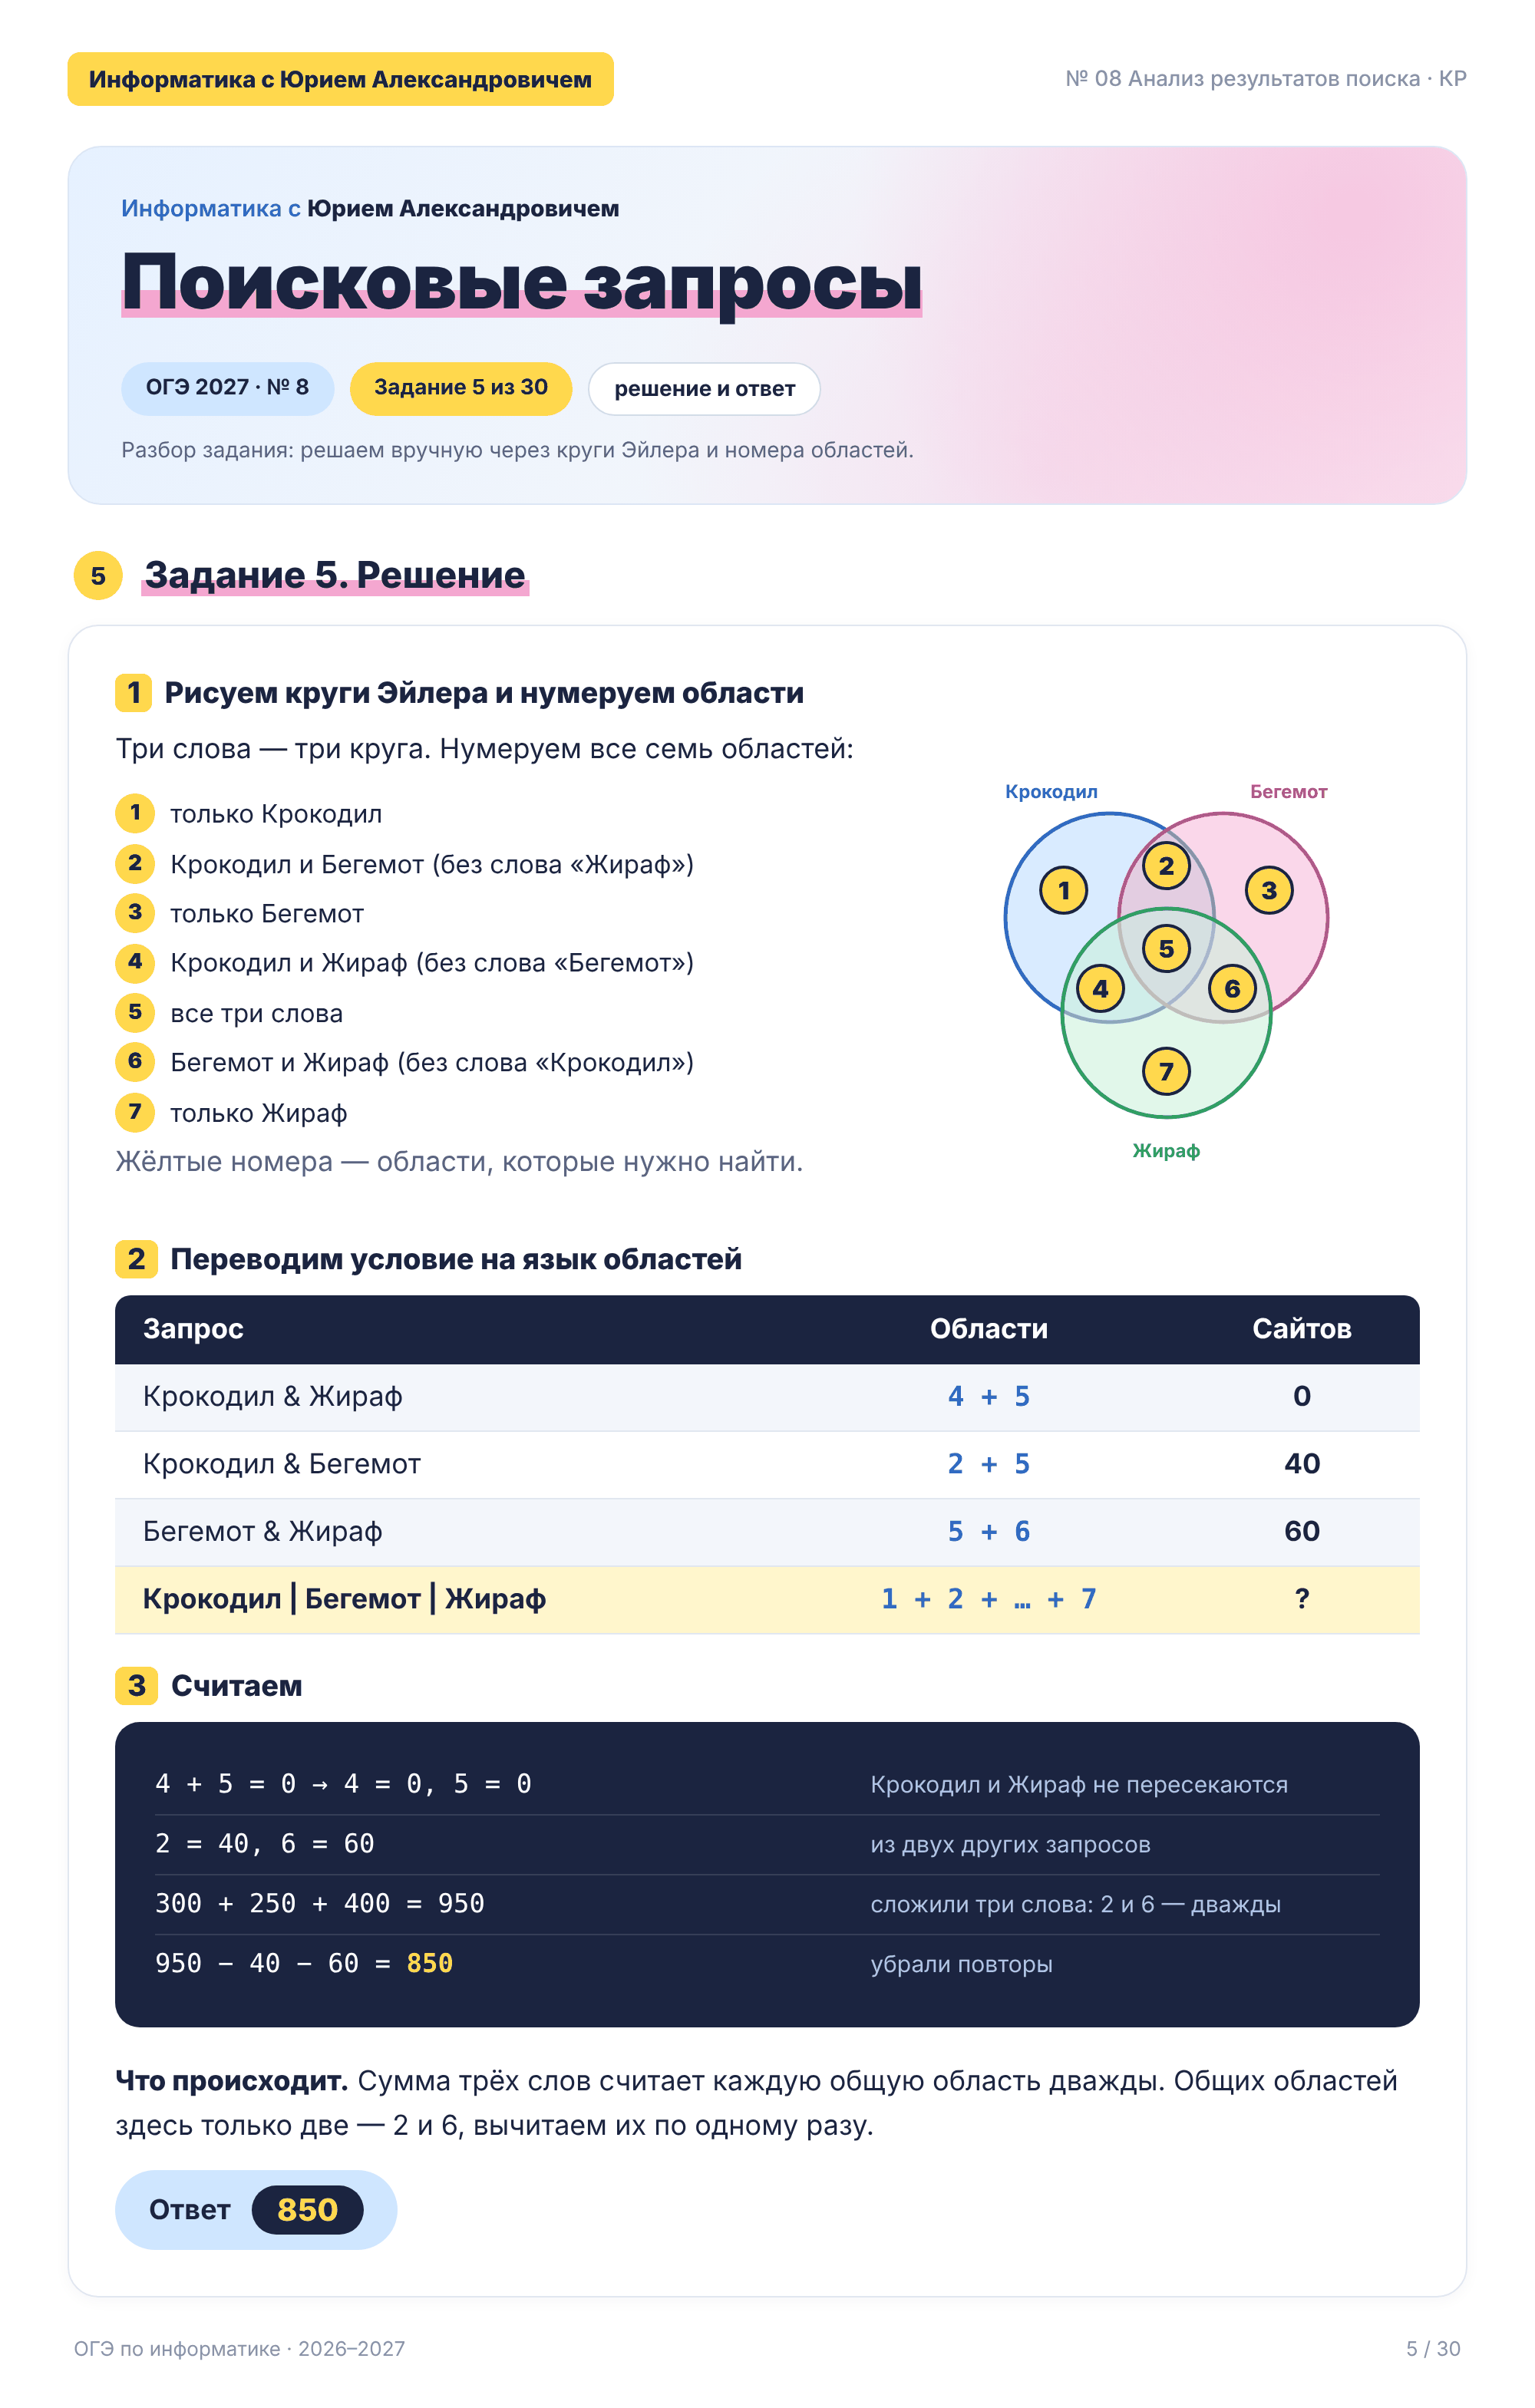 Информатика с Юрием Александровичем
№ 08 Анализ результатов поиска · КР
Информатика с Юрием Александровичем
Поисковые запросы
ОГЭ 2027 · № 8
Задание 5 из 30
решение и ответ
Разбор задания: решаем вручную через круги Эйлера и номера областей.
5 Задание 5. Решение
1 Рисуем круги Эйлера и нумеруем области
Три слова — три круга. Нумеруем все семь областей:
1 только Крокодил
2 Крокодил и Бегемот (без слова «Жираф»)
3 только Бегемот
4 Крокодил и Жираф (без слова «Бегемот»)
5 все три слова
6 Бегемот и Жираф (без слова «Крокодил»)
7 только Жираф
Жёлтые номера — области, которые нужно найти.
Крокодил
Бегемот
1
2
3
5
4
6
7
Жираф
2 Переводим условие на язык областей
Запрос Области Сайтов
Крокодил & Жираф 4 + 5 0
Крокодил & Бегемот 2 + 5 40
Бегемот & Жираф 5 + 6 60
Крокодил | Бегемот | Жираф 1 + 2 + … + 7 ?
3 Считаем
4 + 5 = 0 → 4 = 0, 5 = 0 Крокодил и Жираф не пересекаются
2 = 40, 6 = 60 из двух других запросов
300 + 250 + 400 = 950 сложили три слова: 2 и 6 — дважды
950 − 40 − 60 = 850 убрали повторы
Что происходит. Сумма трёх слов считает каждую общую область дважды. Общих областей
здесь только две — 2 и 6, вычитаем их по одному разу.
Ответ 850
ОГЭ по информатике · 2026–2027
5 / 30